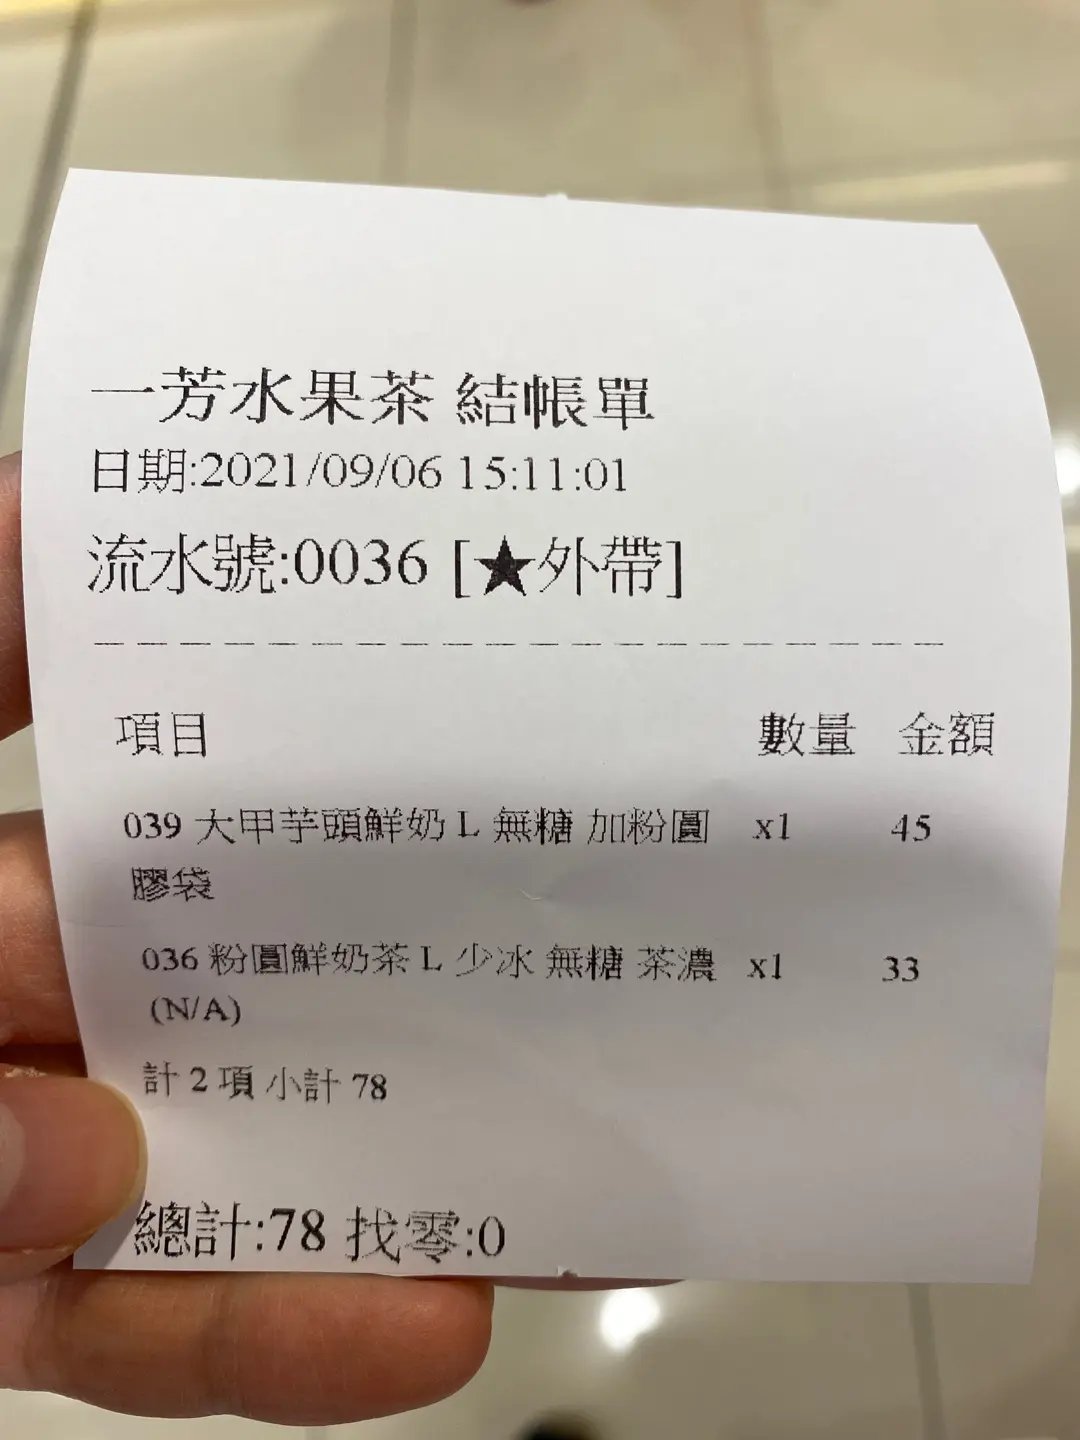 一芳水果茶 結帳單
日期:2021/09/06 15:11:01
流水號:0036 [★外帶]
項目 數量 金額
039 大甲芋頭鮮奶 L 無糖 加粉圓 x1 45
膠袋
036 粉圓鮮奶茶 L 少冰 無糖 茶濃 x1 33
(N/A)
計 2 項 小計 78
總計:78 找零:0